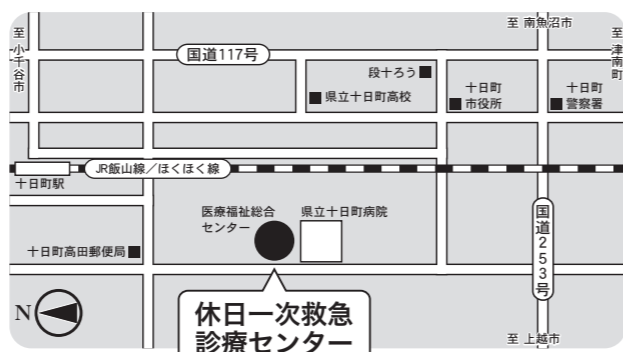 至 南魚沼市
至 小千谷市
国道117号
至 津南町
段十ろう
県立十日町高校
十日町
市役所
十日町
警察署
JR飯山線／ほくほく線
十日町駅
医療福祉総合
センター
県立十日町病院
十日町高田郵便局
国道253号
N
休日一次救急
診療センター
至 上越市